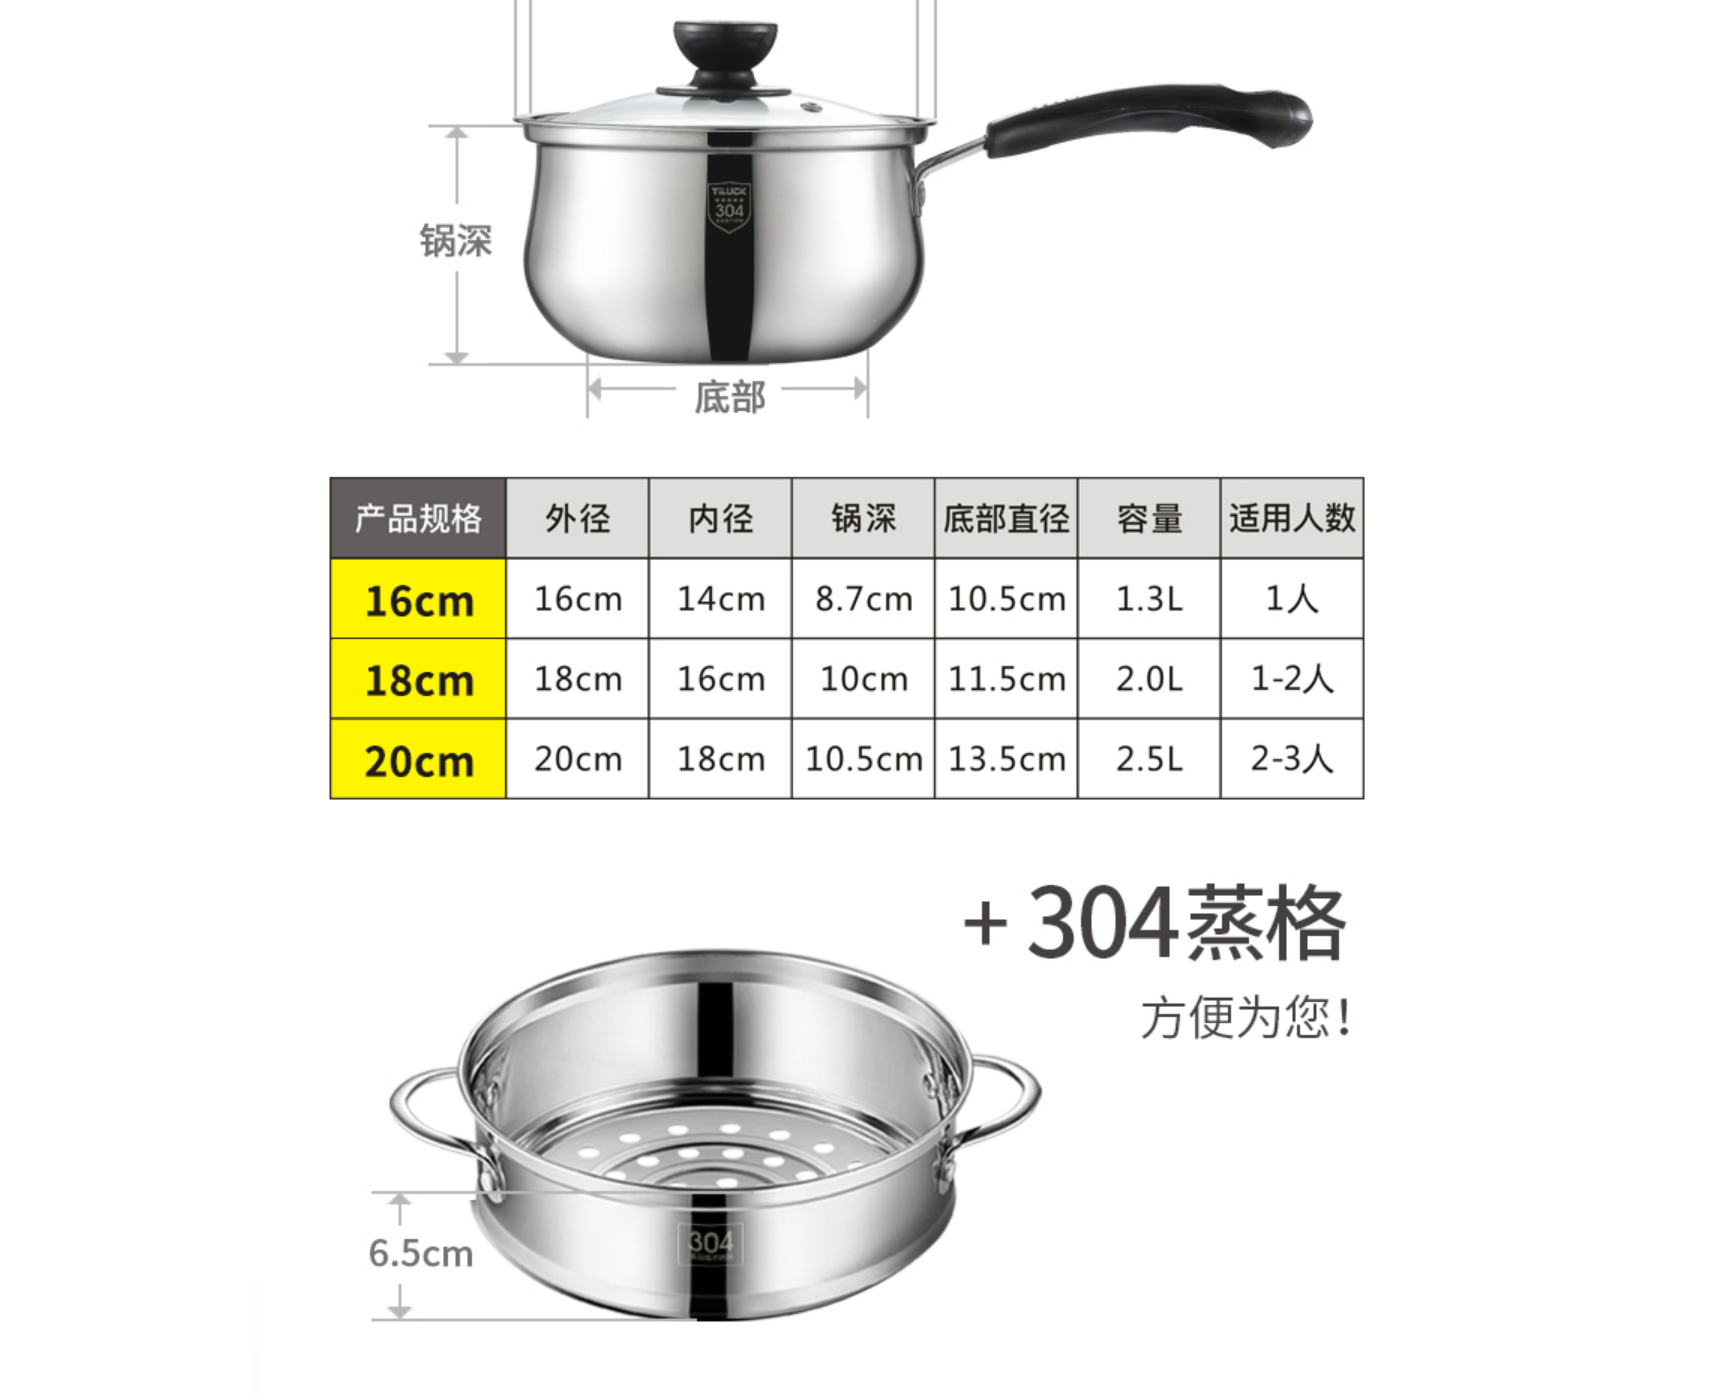 TILUCK
304
锅深
底部
产品规格 外径 内径 锅深 底部直径 容量 适用人数
16cm 16cm 14cm 8.7cm 10.5cm 1.3L 1人
18cm 18cm 16cm 10cm 11.5cm 2.0L 1-2人
20cm 20cm 18cm 10.5cm 13.5cm 2.5L 2-3人
+ 304蒸格
方便为您!
304
6.5cm